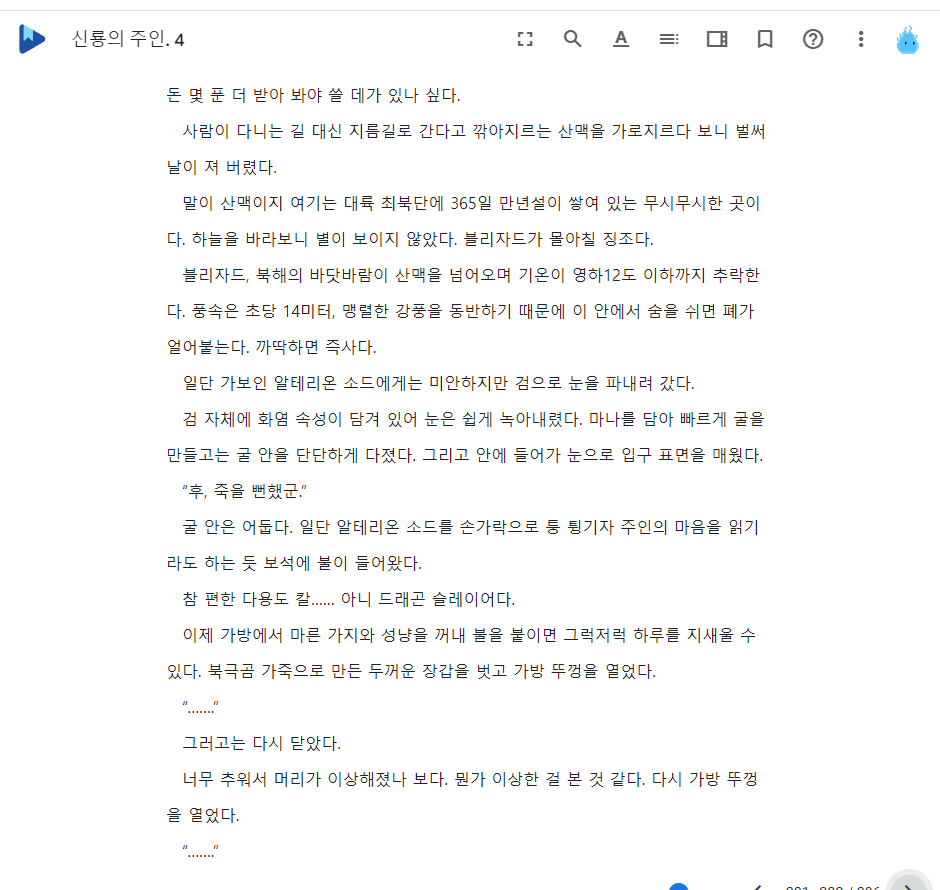 신룡의 주인. 4
돈 몇 푼 더 받아 봐야 쓸 데가 있나 싶다.
사람이 다니는 길 대신 지름길로 간다고 깎아지르는 산맥을 가로지르다 보니 벌써
날이 져 버렸다.
말이 산맥이지 여기는 대륙 최북단에 365일 만년설이 쌓여 있는 무시무시한 곳이
다. 하늘을 바라보니 별이 보이지 않았다. 블리자드가 몰아칠 징조다.
블리자드, 북해의 바닷바람이 산맥을 넘어오며 기온이 영하12도 이하까지 추락한
다. 풍속은 초당 14미터, 맹렬한 강풍을 동반하기 때문에 이 안에서 숨을 쉬면 폐가
얼어붙는다. 까딱하면 즉사다.
일단 가보인 알테리온 소드에게는 미안하지만 검으로 눈을 파내려 갔다.
검 자체에 화염 속성이 담겨 있어 눈은 쉽게 녹아내렸다. 마나를 담아 빠르게 굴을
만들고는 굴 안을 단단하게 다졌다. 그리고 안에 들어가 눈으로 입구 표면을 매웠다.
“후, 죽을 뻔했군.”
굴 안은 어둡다. 일단 알테리온 소드를 손가락으로 퉁 튕기자 주인의 마음을 읽기
라도 하는 듯 보석에 불이 들어왔다.
참 편한 다용도 칼…… 아니 드래곤 슬레이어다.
이제 가방에서 마른 가지와 성냥을 꺼내 불을 붙이면 그럭저럭 하루를 지새울 수
있다. 북극곰 가죽으로 만든 두꺼운 장갑을 벗고 가방 뚜껑을 열었다.
“…….”
그러고는 다시 닫았다.
너무 추워서 머리가 이상해졌나 보다. 뭔가 이상한 걸 본 것 같다. 다시 가방 뚜껑
을 열었다.
“…….”